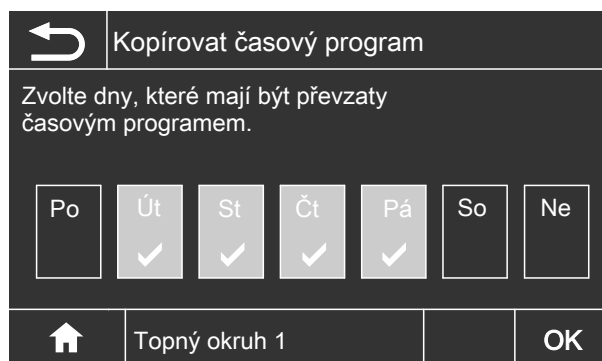 Kopírovat časový program
Zvolte dny, které mají být převzaty
časovým programem.
Po Út St Čt Pá So Ne
Topný okruh 1 OK